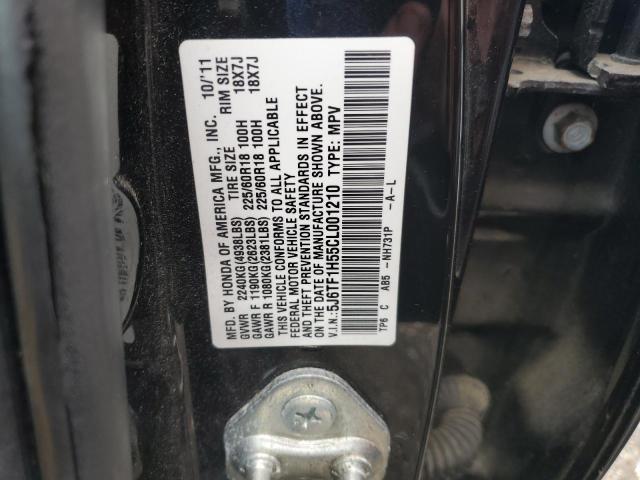 MFD. BY HONDA OF AMERICA MFG., INC. 10/'11
TIRE SIZE RIM SIZE
GVWR 2240KG(4938LBS) 225/60R18 100H 18X7J
GAWR F 1190KG(2623LBS) 225/60R18 100H 18X7J
GAWR R 1080KG(2381LBS)
THIS VEHICLE CONFORMS TO ALL APPLICABLE
FEDERAL MOTOR VEHICLE SAFETY
AND THEFT PREVENTION STANDARDS IN EFFECT
ON THE DATE OF MANUFACTURE SHOWN ABOVE.
V.I.N.:5J6TF1H55CL001210 TYPE: MPV
TP6 C AB5 -NH731P -A-L